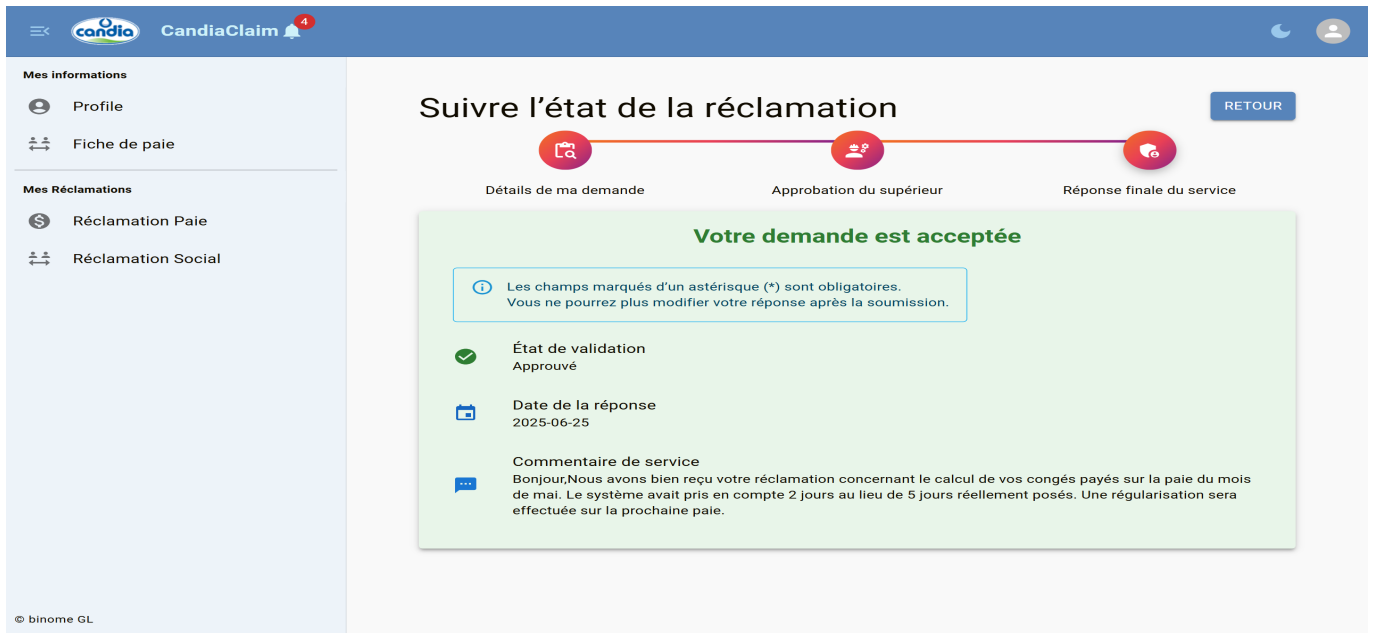 candia
CandiaClaim
4
Mes informations
Profile
Fiche de paie
Mes Réclamations
Réclamation Paie
Réclamation Social
© binome GL
Suivre l’état de la réclamation
RETOUR
Détails de ma demande
Approbation du supérieur
Réponse finale du service
Votre demande est acceptée
Les champs marqués d’un astérisque (*) sont obligatoires.
Vous ne pourrez plus modifier votre réponse après la soumission.
État de validation
Approuvé
Date de la réponse
2025-06-25
Commentaire de service
Bonjour,Nous avons bien reçu votre réclamation concernant le calcul de vos congés payés sur la paie du mois
de mai. Le système avait pris en compte 2 jours au lieu de 5 jours réellement posés. Une régularisation sera
effectuée sur la prochaine paie.